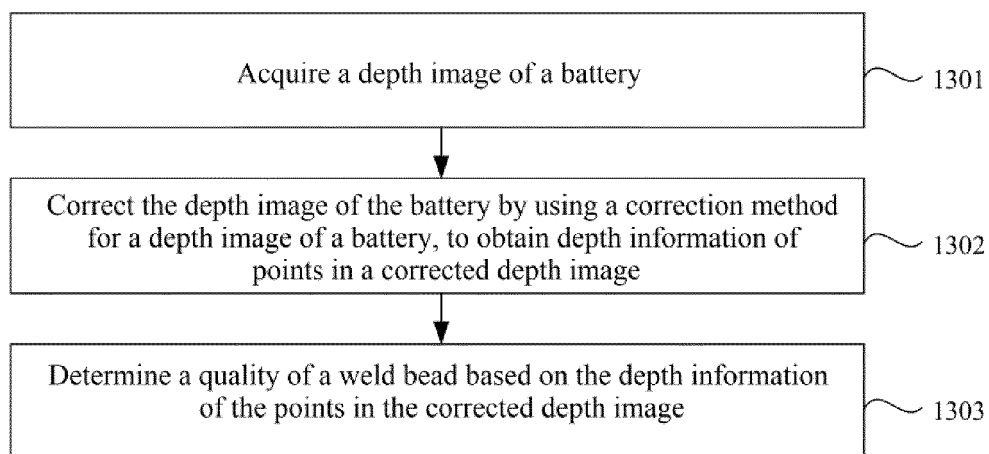 Acquire a depth image of a battery
1301
Correct the depth image of the battery by using a correction method
for a depth image of a battery, to obtain depth information of
points in a corrected depth image
1302
Determine a quality of a weld bead based on the depth information
of the points in the corrected depth image
1303